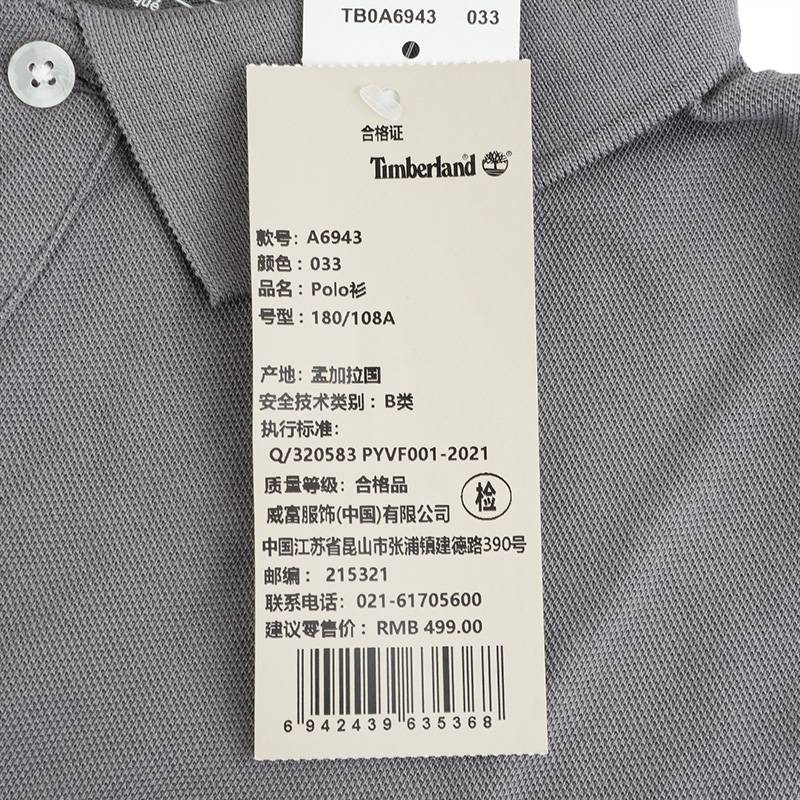 que
TB0A6943 033
合格证
Timberland®
款号: A6943
颜色: 033
品名: Polo衫
号型: 180/108A
产地: 孟加拉国
安全技术类别: B类
执行标准:
Q/320583 PYVF001-2021
质量等级: 合格品
检
威富服饰(中国)有限公司
中国江苏省昆山市张浦镇建德路390号
邮编: 215321
联系电话: 021-61705600
建议零售价: RMB 499.00
6942439635368